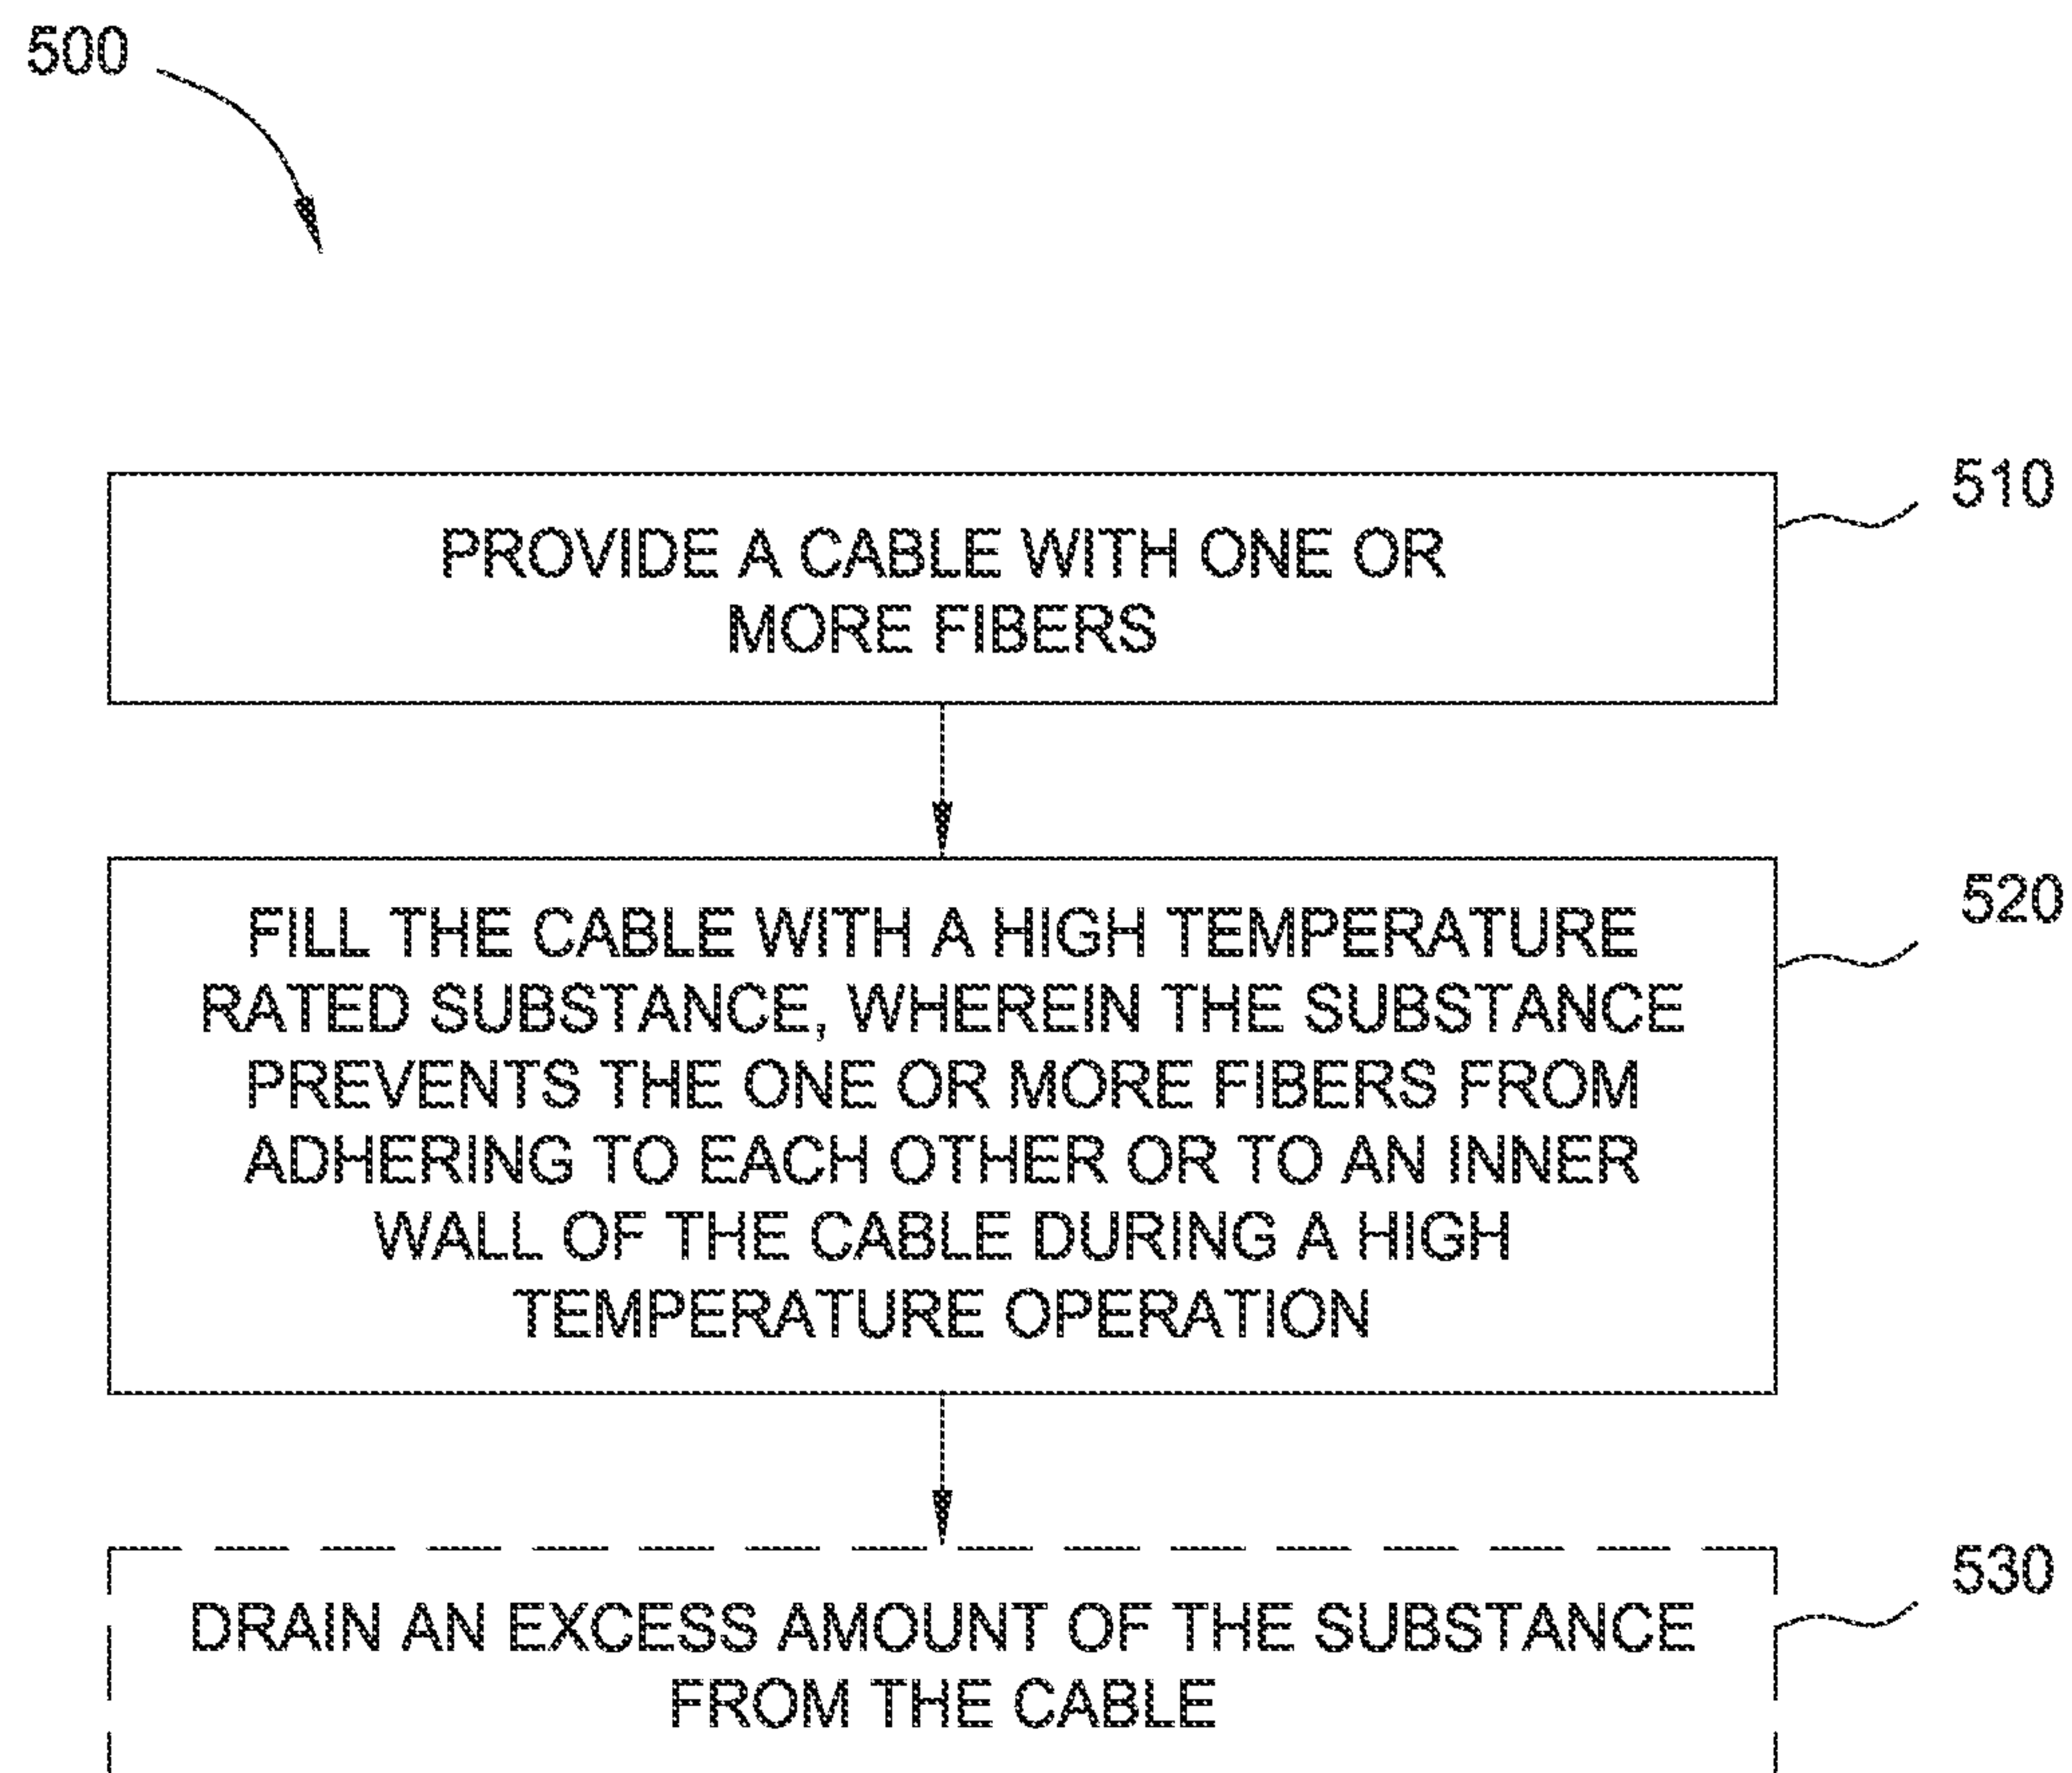 500
510
PROVIDE A CABLE WITH ONE OR
MORE FIBERS
520
FILL THE CABLE WITH A HIGH TEMPERATURE
RATED SUBSTANCE, WHEREIN THE SUBSTANCE
PREVENTS THE ONE OR MORE FIBERS FROM
ADHERING TO EACH OTHER OR TO AN INNER
WALL OF THE CABLE DURING A HIGH
TEMPERATURE OPERATION
530
DRAIN AN EXCESS AMOUNT OF THE SUBSTANCE
FROM THE CABLE